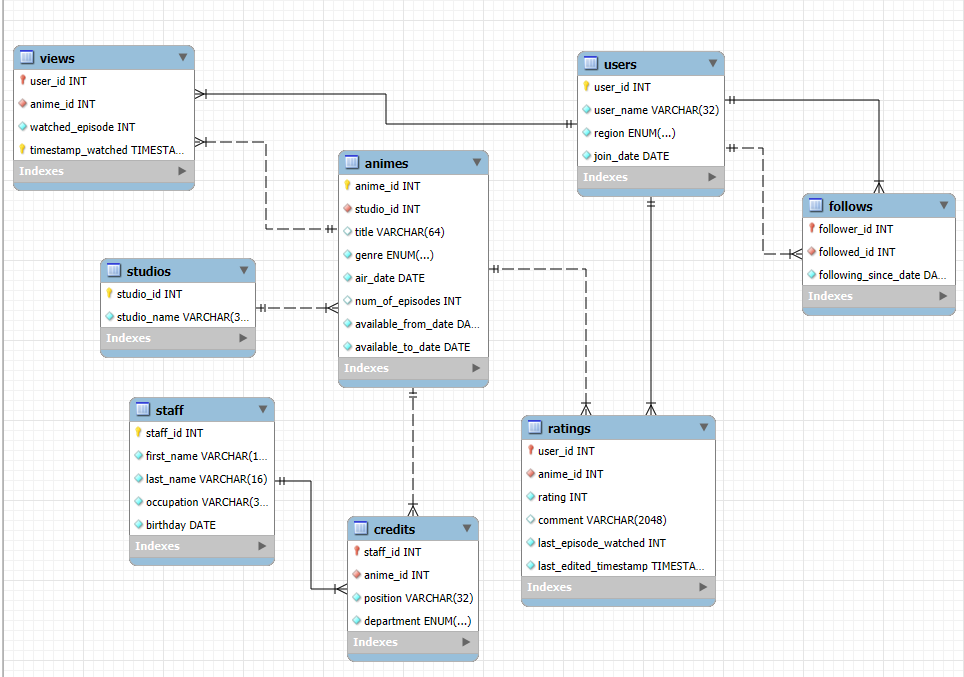 views
user_id INT
anime_id INT
watched_episode INT
timestamp_watched TIMESTA...
Indexes
users
user_id INT
user_name VARCHAR(32)
region ENUM(...)
join_date DATE
Indexes
animes
anime_id INT
studio_id INT
title VARCHAR(64)
genre ENUM(...)
air_date DATE
num_of_episodes INT
available_from_date DA...
available_to_date DATE
Indexes
follows
follower_id INT
followed_id INT
following_since_date DA...
Indexes
studios
studio_id INT
studio_name VARCHAR(3...
Indexes
staff
staff_id INT
first_name VARCHAR(1...
last_name VARCHAR(16)
occupation VARCHAR(3...
birthday DATE
Indexes
ratings
user_id INT
anime_id INT
rating INT
comment VARCHAR(2048)
last_episode_watched INT
last_edited_timestamp TIMESTA...
Indexes
credits
staff_id INT
anime_id INT
position VARCHAR(32)
department ENUM(...)
Indexes